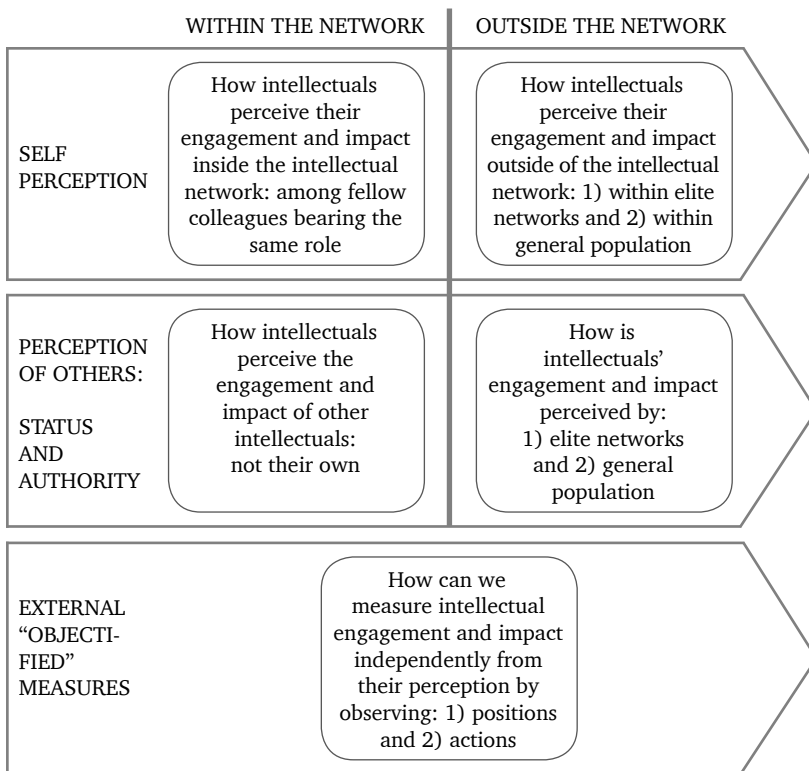 WITHIN THE NETWORK
OUTSIDE THE NETWORK
SELF
PERCEPTION
How intellectuals
perceive their
engagement and impact
inside the intellectual
network: among fellow
colleagues bearing the
same role
How intellectuals
perceive their
engagement and impact
outside of the intellectual
network: 1) within elite
networks and 2) within
general population
PERCEPTION
OF OTHERS:
STATUS
AND
AUTHORITY
How intellectuals
perceive the
engagement and
impact of other
intellectuals:
not their own
How is
intellectuals’
engagement and impact
perceived by:
1) elite networks
and 2) general
population
EXTERNAL
“OBJECTI-
FIED”
MEASURES
How can we
measure intellectual
engagement and impact
independently from
their perception by
observing: 1) positions
and 2) actions